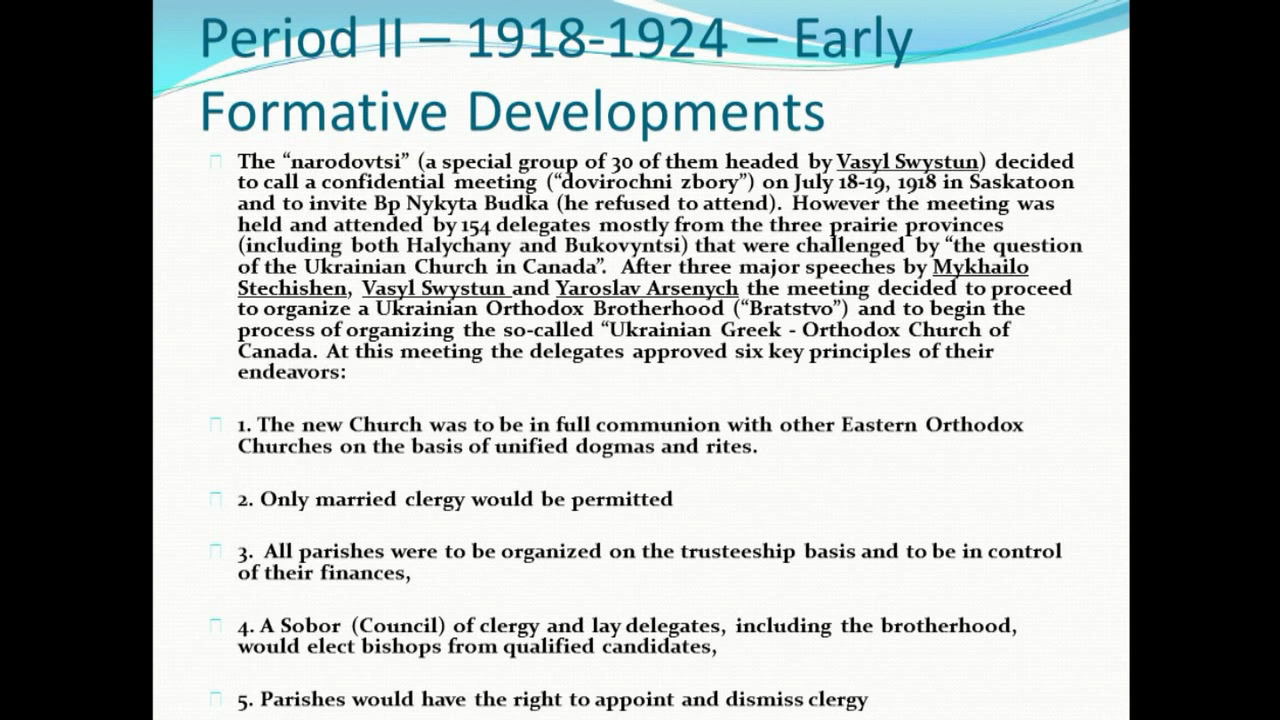 Period II – 1918-1924 – Early
Formative Developments
The “narodovtsi” (a special group of 30 of them headed by Vasyl Swystun) decided
to call a confidential meeting (“dovirochni zbory”) on July 18-19, 1918 in Saskatoon
and to invite Bp Nykyta Budka (he refused to attend). However the meeting was
held and attended by 154 delegates mostly from the three prairie provinces
(including both Halychany and Bukovyntsi) that were challenged by “the question
of the Ukrainian Church in Canada”. After three major speeches by Mykhailo
Stechishen, Vasyl Swystun and Yaroslav Arsenych the meeting decided to proceed
to organize a Ukrainian Orthodox Brotherhood (“Bratstvo”) and to begin the
process of organizing the so-called “Ukrainian Greek - Orthodox Church of
Canada. At this meeting the delegates approved six key principles of their
endeavors:
1. The new Church was to be in full communion with other Eastern Orthodox
Churches on the basis of unified dogmas and rites.
2. Only married clergy would be permitted
3. All parishes were to be organized on the trusteeship basis and to be in control
of their finances,
4. A Sobor (Council) of clergy and lay delegates, including the brotherhood,
would elect bishops from qualified candidates,
5. Parishes would have the right to appoint and dismiss clergy